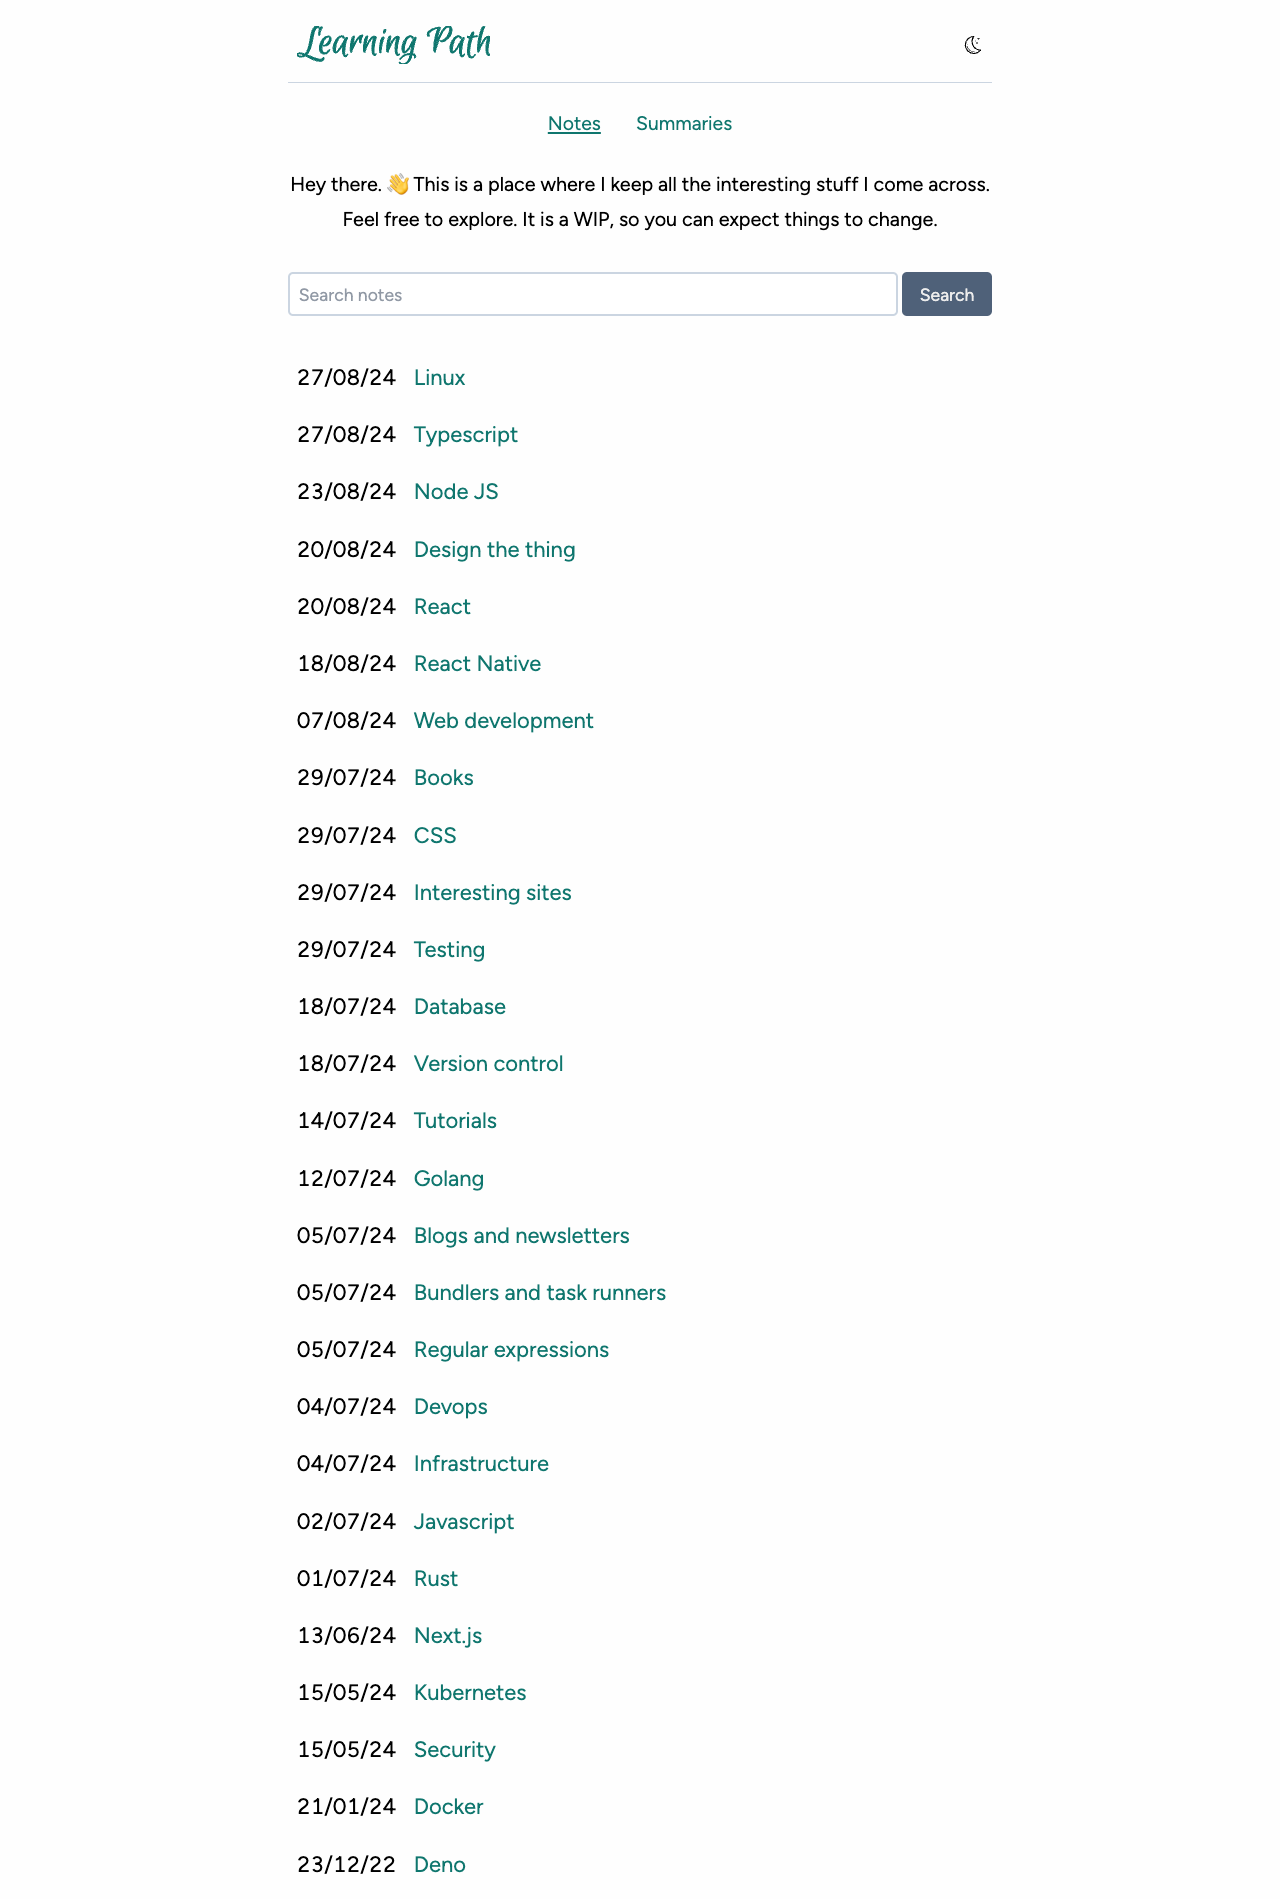 Learning Path
Notes Summaries
Hey there. 👋 This is a place where I keep all the interesting stuff I come across.
Feel free to explore. It is a WIP, so you can expect things to change.
Search notes Search
27/08/24 Linux
27/08/24 Typescript
23/08/24 Node JS
20/08/24 Design the thing
20/08/24 React
18/08/24 React Native
07/08/24 Web development
29/07/24 Books
29/07/24 CSS
29/07/24 Interesting sites
29/07/24 Testing
18/07/24 Database
18/07/24 Version control
14/07/24 Tutorials
12/07/24 Golang
05/07/24 Blogs and newsletters
05/07/24 Bundlers and task runners
05/07/24 Regular expressions
04/07/24 Devops
04/07/24 Infrastructure
02/07/24 Javascript
01/07/24 Rust
13/06/24 Next.js
15/05/24 Kubernetes
15/05/24 Security
21/01/24 Docker
23/12/22 Deno